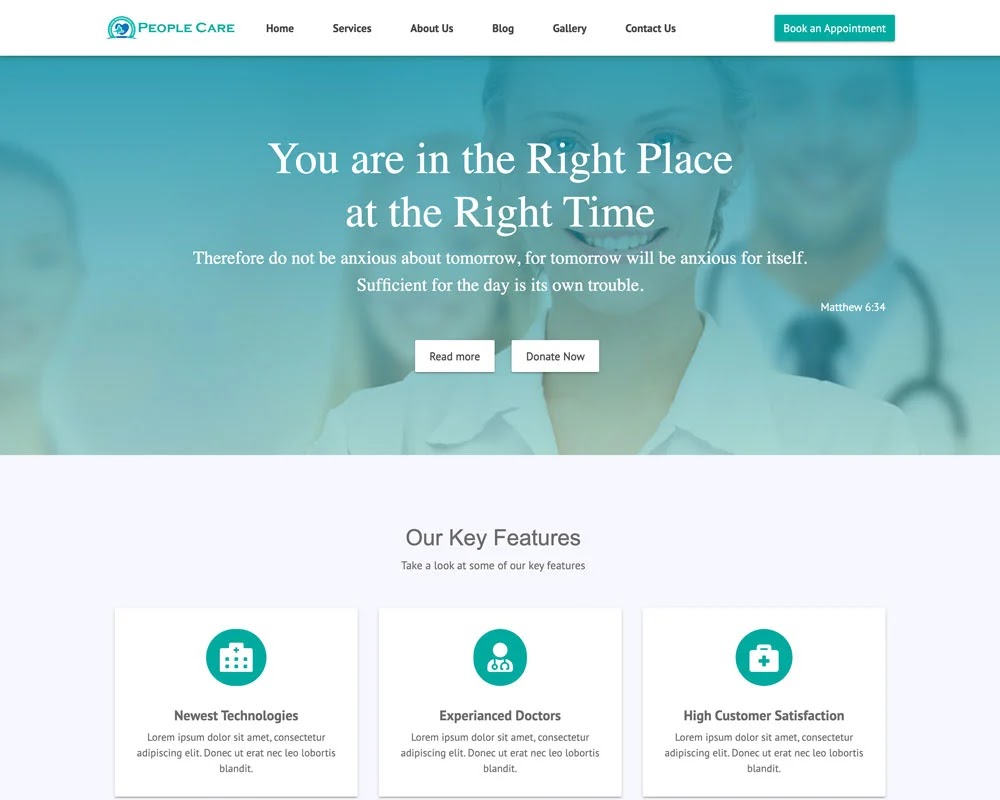 PEOPLE CARE
Home Services About Us Blog Gallery Contact Us Book an Appointment
You are in the Right Place
at the Right Time
Therefore do not be anxious about tomorrow, for tomorrow will be anxious for itself.
Sufficient for the day is its own trouble.
Matthew 6:34
Read more Donate Now
Our Key Features
Take a look at some of our key features
Newest Technologies
Lorem ipsum dolor sit amet, consectetur
adipiscing elit. Donec ut erat nec leo lobortis
blandit.
Experianced Doctors
Lorem ipsum dolor sit amet, consectetur
adipiscing elit. Donec ut erat nec leo lobortis
blandit.
High Customer Satisfaction
Lorem ipsum dolor sit amet, consectetur
adipiscing elit. Donec ut erat nec leo lobortis
blandit.